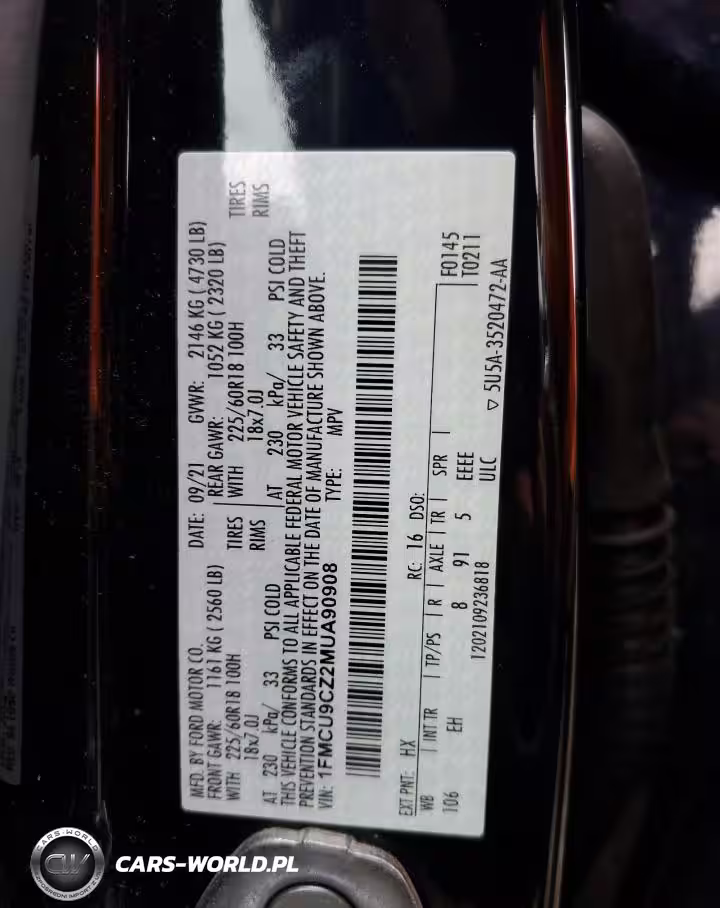 MFD. BY FORD MOTOR CO.
DATE: 09/21 GVWR: 2146 KG ( 4730 LB)
FRONT GAWR: 1161 KG ( 2560 LB) REAR GAWR: 1052 KG ( 2320 LB)
WITH 225/60R18 100H TIRES WITH 225/60R18 100H TIRES
18x7.0J RIMS 18x7.0J RIMS
AT 230 kPa/ 33 PSI COLD AT 230 kPa/ 33 PSI COLD
THIS VEHICLE CONFORMS TO ALL APPLICABLE FEDERAL MOTOR VEHICLE SAFETY AND THEFT
PREVENTION STANDARDS IN EFFECT ON THE DATE OF MANUFACTURE SHOWN ABOVE.
VIN: 1FMCU9CZ2MUA90908 TYPE: MPV
EXT PNT: HX RC: 16 DSO: F0145
WB INT TR TP/PS R AXLE TR SPR T0211
106 EH 8 91 5 EEEE
1202109236818 ULC ▽ 5U5A-3520472-AA
CARS-WORLD
CW
CARS-WORLD.PL